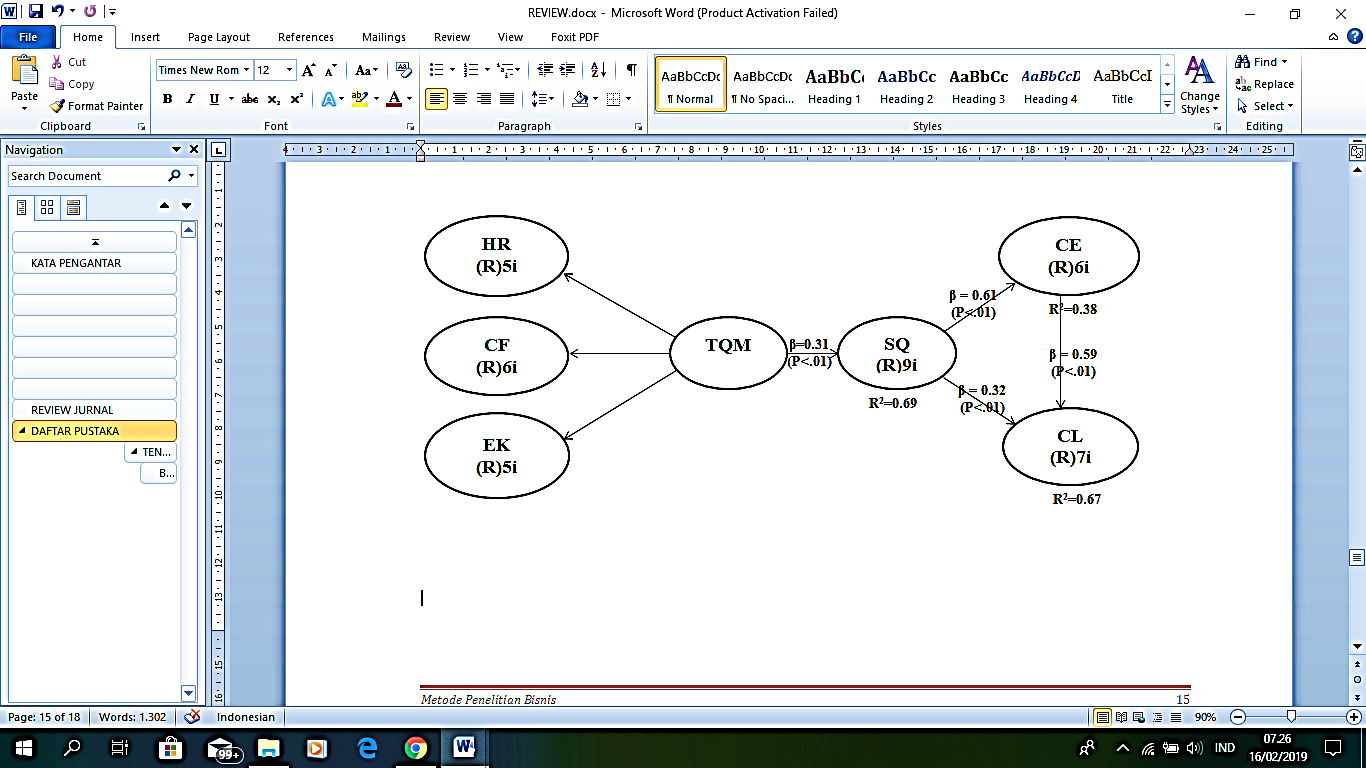 REVIEW.docx - Microsoft Word (Product Activation Failed)
File Home Insert Page Layout References Mailings Review View Foxit PDF
Paste
Cut
Copy
Format Painter
Clipboard
Times New Rom 12
Font
Paragraph
AaBbCcDc AaBbCcDc AaBbC AaBbCc AaBbCc AaBbCcD AaBbCcI
¶ Normal ¶ No Spaci... Heading 1 Heading 2 Heading 3 Heading 4 Title
Styles
Change Styles
Find
Replace
Select
Editing
Navigation
Search Document
KATA PENGANTAR
REVIEW JURNAL
DAFTAR PUSTAKA
TEN...
B...
HR
(R)5i
CF
(R)6i
EK
(R)5i
TQM
β=0.31
(P<.01)
SQ
(R)9i
R²=0.69
β = 0.61
(P<.01)
β = 0.32
(P<.01)
CE
(R)6i
R²=0.38
β = 0.59
(P<.01)
CL
(R)7i
R²=0.67
Metode Penelitian Bisnis 15
Page: 15 of 18 Words: 1.302 Indonesian 90%
99+
IND
07.26
16/02/2019